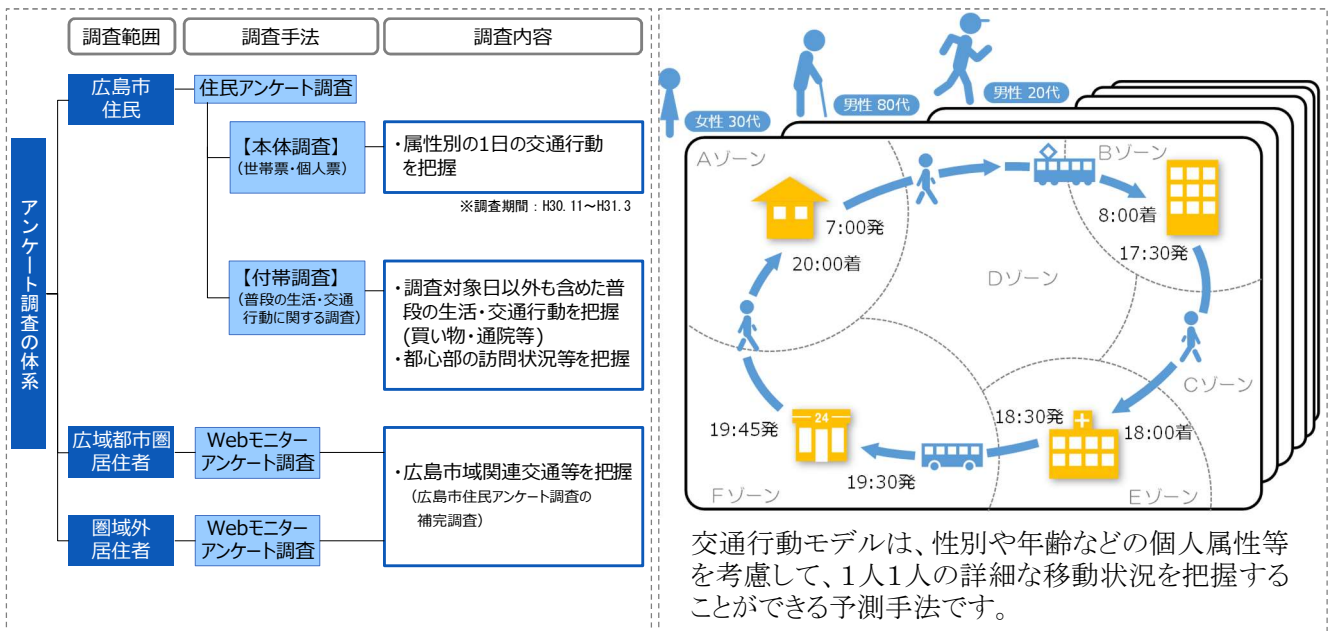 調査範囲
調査手法
調査内容
アンケート調査の体系
広島市
住民
住民アンケート調査
【本体調査】
(世帯票・個人票)
・属性別の1日の交通行動
を把握
※調査期間：H30.11～H31.3
【付帯調査】
(普段の生活・交通
行動に関する調査)
・調査対象日以外も含めた普
段の生活・交通行動を把握
(買い物・通院等)
・都心部の訪問状況等を把握
広域都市圏
居住者
Webモニター
アンケート調査
・広島市域関連交通等を把握
（広島市住民アンケート調査の
補完調査）
圏域外
居住者
Webモニター
アンケート調査
女性 30代
男性 80代
男性 20代
Aゾーン
Bゾーン
7:00発
8:00着
20:00着
17:30発
Dゾーン
Cゾーン
19:45発
24
18:30発
18:00着
19:30発
Fゾーン
Eゾーン
交通行動モデルは、性別や年齢などの個人属性等
を考慮して、1人1人の詳細な移動状況を把握する
ことができる予測手法です。